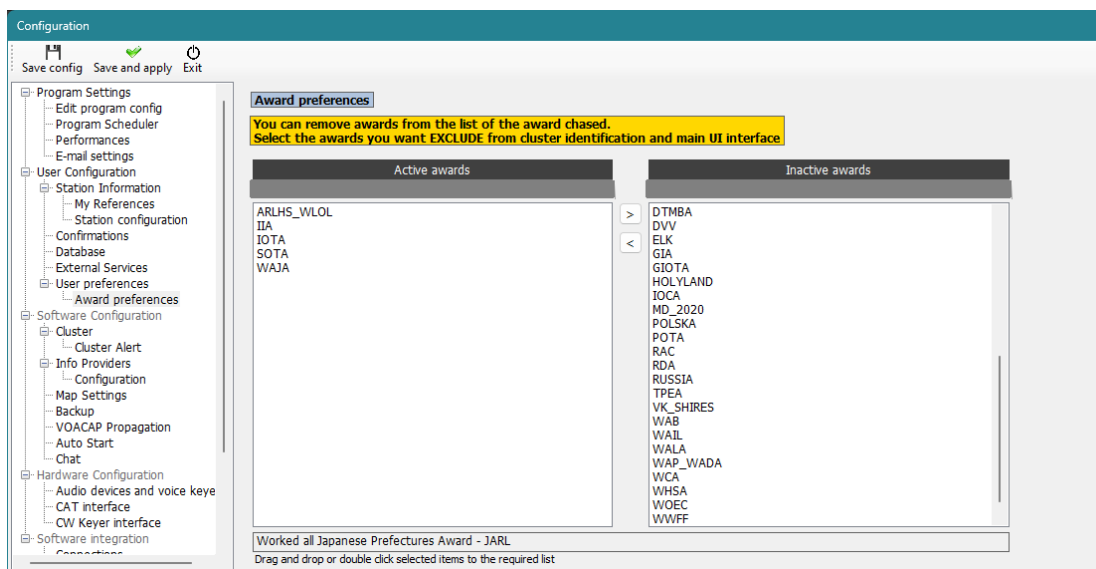 Configuration
Save config Save and apply Exit
Program Settings
Edit program config
Program Scheduler
Performances
E-mail settings
User Configuration
Station Information
My References
Station configuration
Confirmations
Database
External Services
User preferences
Award preferences
Software Configuration
Cluster
Cluster Alert
Info Providers
Configuration
Map Settings
Backup
VOACAP Propagation
Auto Start
Chat
Hardware Configuration
Audio devices and voice keye
CAT interface
CW Keyer interface
Software integration
Connections
Award preferences
You can remove awards from the list of the award chased.
Select the awards you want EXCLUDE from cluster identification and main UI interface
Active awards
ARLHS_WLOL
IIA
IOTA
SOTA
WAJA
>
<
Inactive awards
DTMBA
DVV
ELK
GIA
GIOTA
HOLYLAND
IOCA
MD_2020
POLSKA
POTA
RAC
RDA
RUSSIA
TPEA
VK_SHIRES
WAB
WAIL
WALA
WAP_WADA
WCA
WHSA
WOEC
WWFF
Worked all Japanese Prefectures Award - JARL
Drag and drop or double click selected items to the required list